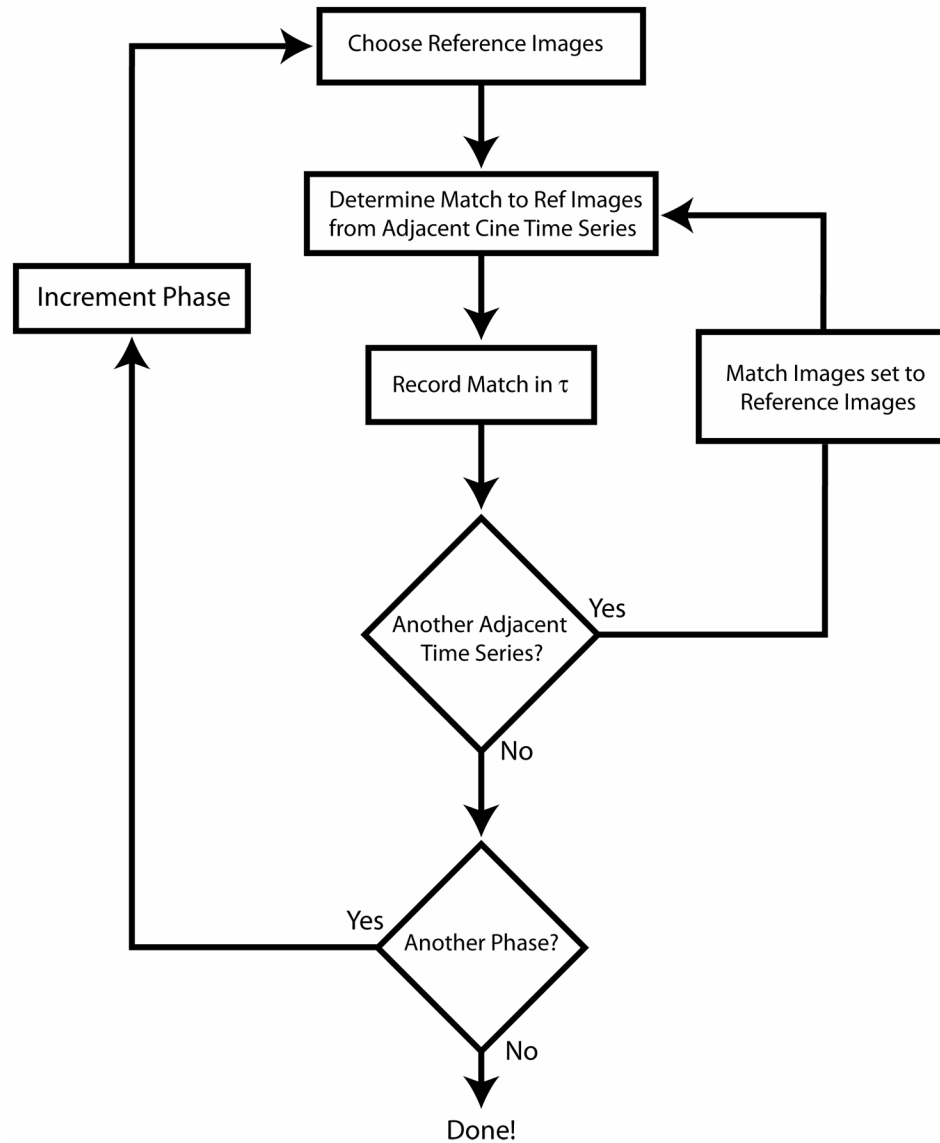 Choose Reference Images
Determine Match to Ref Images
from Adjacent Cine Time Series
Increment Phase
Record Match in τ
Match Images set to
Reference Images
Another Adjacent
Time Series?
Yes
No
Another Phase?
Yes
No
Done!